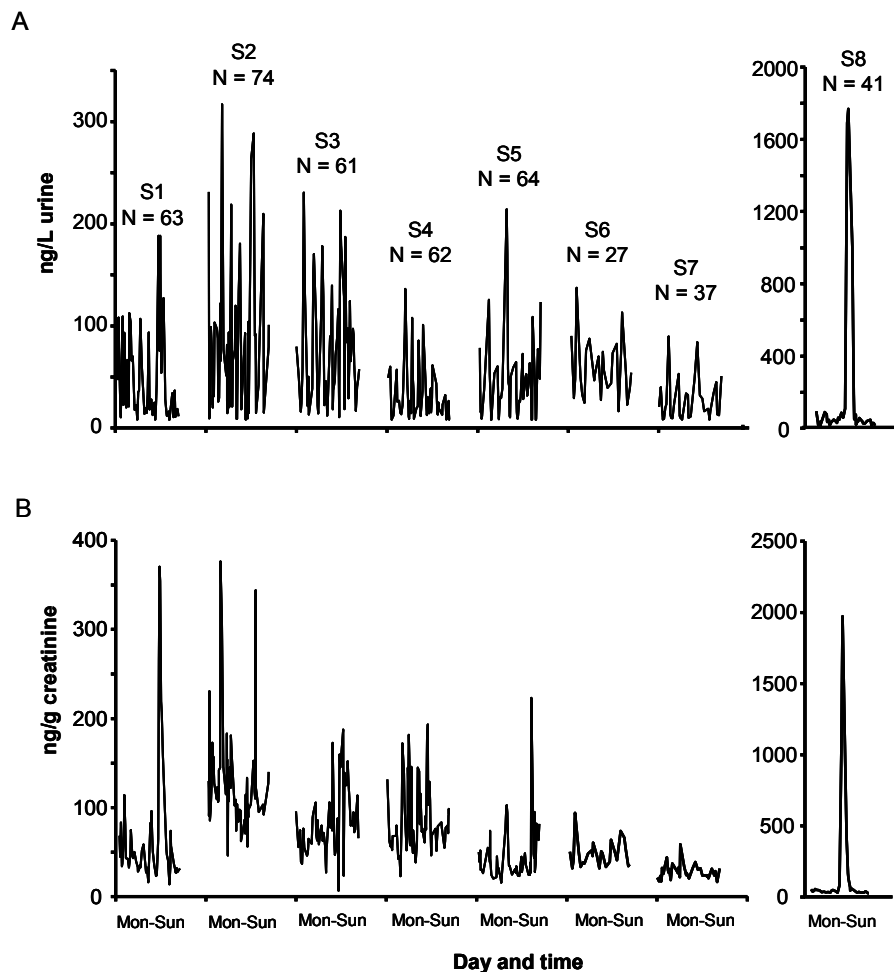 A
ng/L urine
300
200
100
0
S1
N = 63
S2
N = 74
S3
N = 61
S4
N = 62
S5
N = 64
S6
N = 27
S7
N = 37
2000
1600
1200
800
400
0
S8
N = 41
B
ng/g creatinine
400
300
200
100
0
Mon-Sun Mon-Sun Mon-Sun Mon-Sun Mon-Sun Mon-Sun Mon-Sun
2500
2000
1500
1000
500
0
Mon-Sun
Day and time